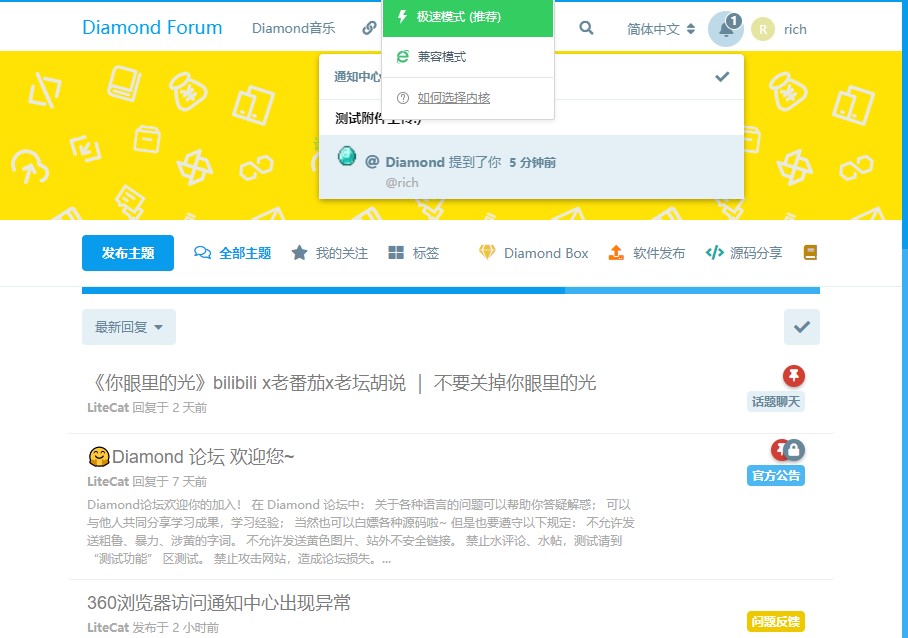 Diamond Forum
Diamond音乐
极速模式 (推荐)
兼容模式
如何选择内核
简体中文
1
R
rich
通知中心
测试附件上传:)
@ Diamond 提到了你 5 分钟前
@rich
发布主题
全部主题
我的关注
标签
Diamond Box
软件发布
源码分享
最新回复
《你眼里的光》bilibili x老番茄x老坛胡说 ｜ 不要关掉你眼里的光
LiteCat 回复于 2 天前
话题聊天
🤗Diamond 论坛 欢迎您~
LiteCat 回复于 7 天前
官方公告
Diamond论坛欢迎你的加入！ 在 Diamond 论坛中： 关于各种语言的问题可以帮助你答疑解惑； 可以
与他人共同分享学习成果，学习经验； 当然也可以白嫖各种源码啦~ 但是也要遵守以下规定： 不允许发
送粗鲁、暴力、涉黄的字词。 不允许发送黄色图片、站外不安全链接。 禁止水评论、水帖，测试请到
“测试功能” 区测试。 禁止攻击网站，造成论坛损失。...
360浏览器访问通知中心出现异常
LiteCat 发布于 2 小时前
问题反馈